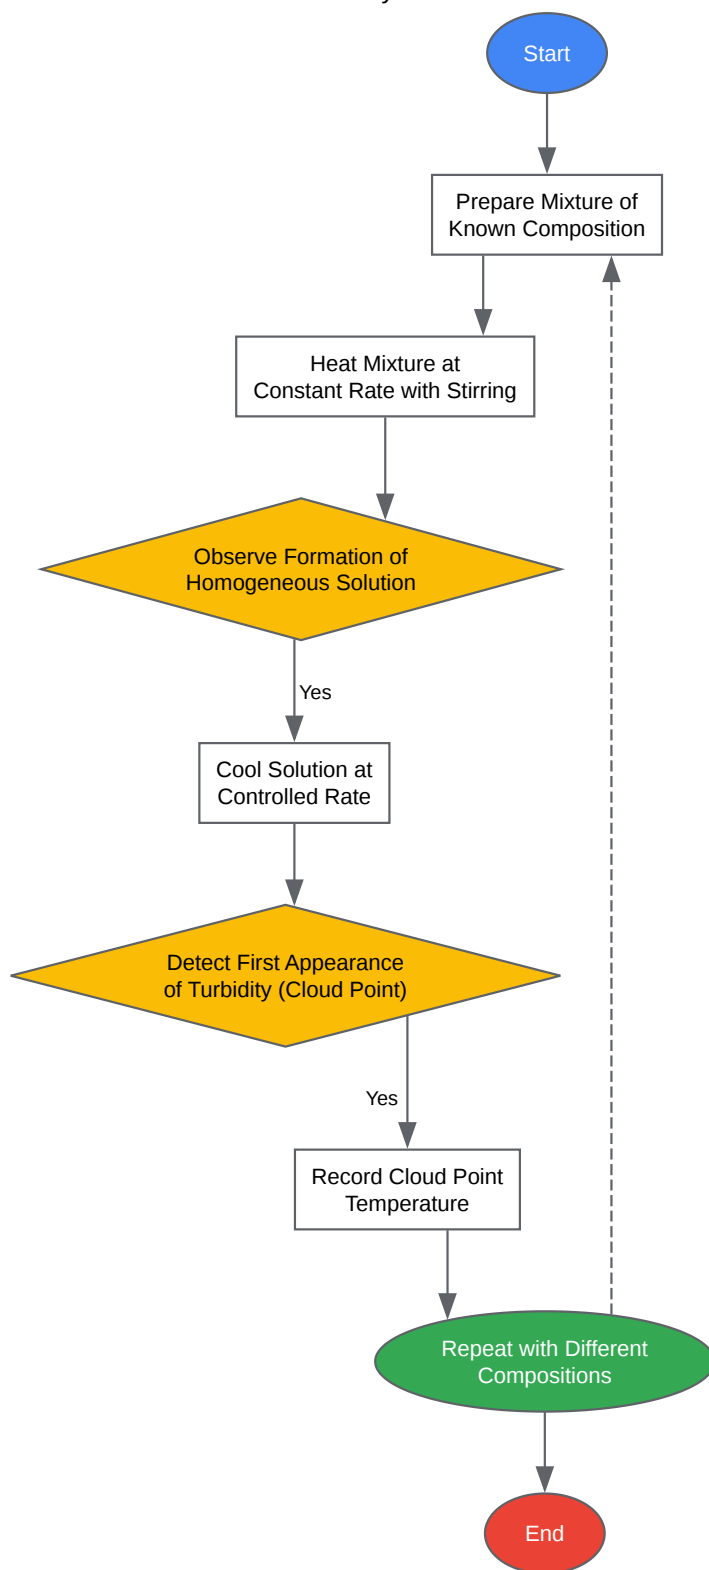 Start
Prepare Mixture of
Known Composition
Heat Mixture at
Constant Rate with Stirring
Observe Formation of
Homogeneous Solution
Yes
Cool Solution at
Controlled Rate
Detect First Appearance
of Turbidity (Cloud Point)
Yes
Record Cloud Point
Temperature
Repeat with Different
Compositions
End